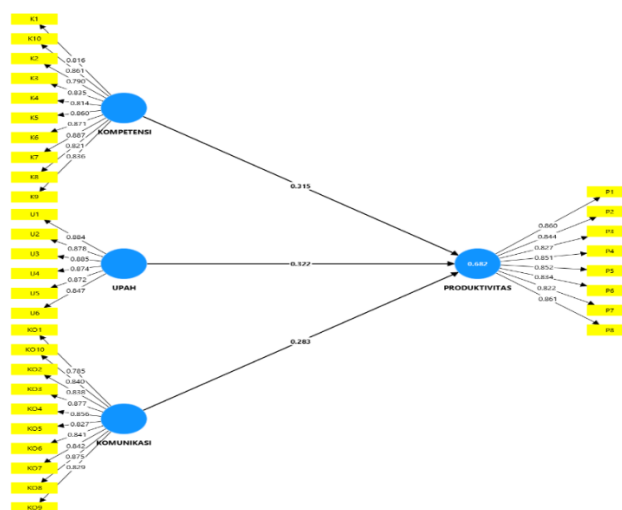 K1
K10
K2
K3
K4
K5
K6
K7
K8
K9
0.816
0.861
0.790
0.835
0.814
0.860
0.871
0.887
0.821
0.836
KOMPETENSI
U1
U2
U3
U4
U5
U6
0.884
0.878
0.885
0.874
0.872
0.847
UPAH
KO1
KO10
KO2
KO3
KO4
KO5
KO6
KO7
KO8
KO9
0.785
0.840
0.838
0.877
0.856
0.827
0.841
0.842
0.875
0.829
KOMUNIKASI
0.315
0.322
0.283
0.682
PRODUKTIVITAS
0.860
0.844
0.827
0.851
0.852
0.834
0.822
0.861
P1
P2
P3
P4
P5
P6
P7
P8